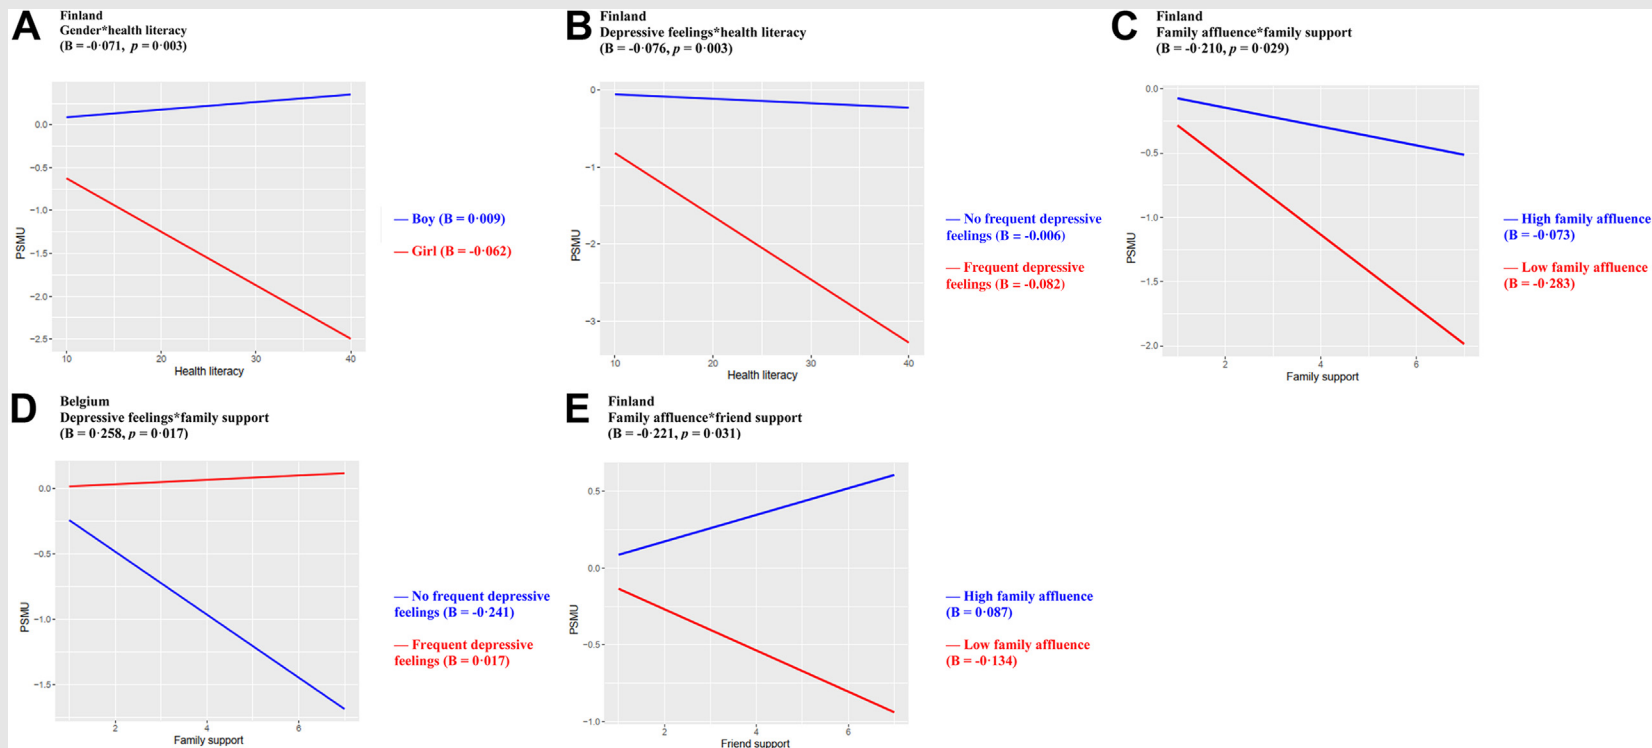 A
Finland
Gender*health literacy
(B = -0·071, p = 0·003)
0.0
−0.5
−1.0
−1.5
−2.0
−2.5
PSMU
10
20
30
40
Health literacy
— Boy (B = 0·009)
— Girl (B = -0·062)
B
Finland
Depressive feelings*health literacy
(B = -0·076, p = 0·003)
0
−1
−2
−3
PSMU
10
20
30
40
Health literacy
— No frequent depressive
feelings (B = -0.006)
— Frequent depressive
feelings (B = -0.082)
C
Finland
Family affluence*family support
(B = -0·210, p = 0·029)
0.0
−0.5
−1.0
−1.5
−2.0
PSMU
2
4
6
Family support
— High family affluence
(B = -0·073)
— Low family affluence
(B = -0·283)
D
Belgium
Depressive feelings*family support
(B = 0·258, p = 0·017)
0.0
−0.5
−1.0
−1.5
PSMU
2
4
6
Family support
— No frequent depressive
feelings (B = -0·241)
— Frequent depressive
feelings (B = 0·017)
E
Finland
Family affluence*friend support
(B = -0·221, p = 0·031)
0.5
0.0
−0.5
−1.0
PSMU
2
4
6
Friend support
— High family affluence
(B = 0·087)
— Low family affluence
(B = -0·134)